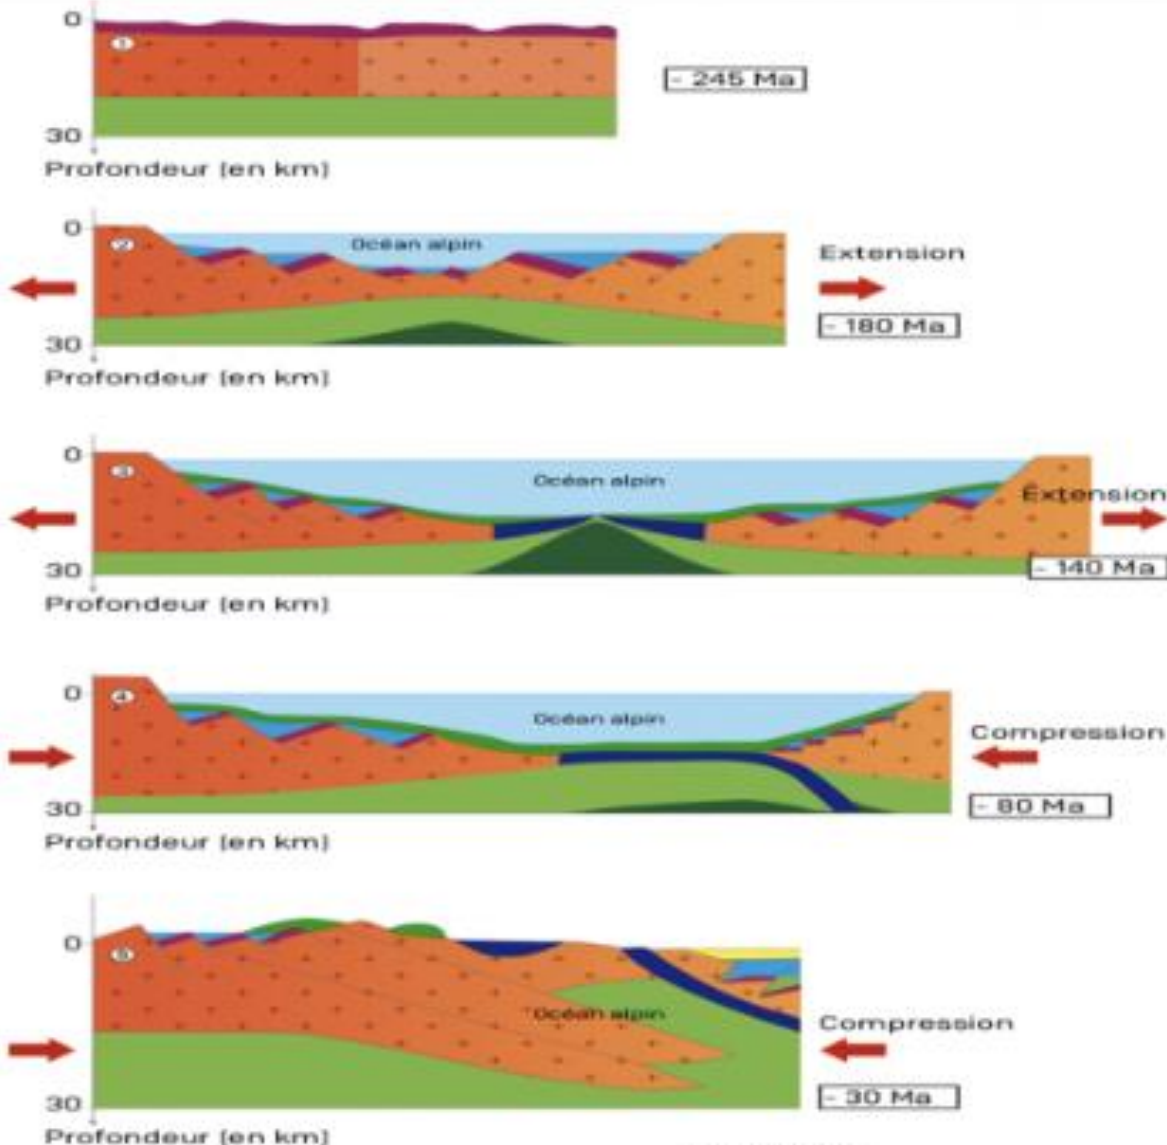 0
①
- 245 Ma
30
Profondeur (en km)
0
②
Océan alpin
Extension
- 180 Ma
30
Profondeur (en km)
0
③
Océan alpin
Extension
- 140 Ma
30
Profondeur (en km)
0
④
Océan alpin
Compression
- 80 Ma
30
Profondeur (en km)
0
⑤
Océan alpin
Compression
- 30 Ma
30
Profondeur (en km)